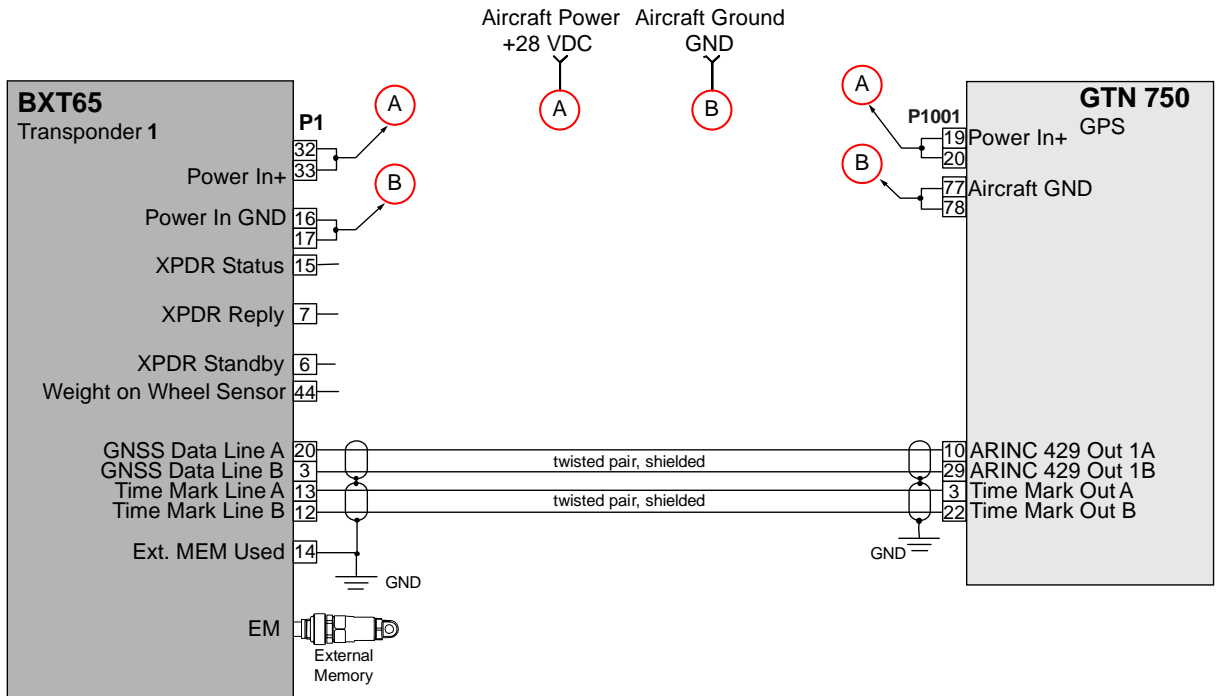 Aircraft Power Aircraft Ground
+28 VDC GND
A B
BXT65
Transponder 1
P1
A
32
33
Power In+
B
Power In GND 16
17
XPDR Status 15
XPDR Reply 7
XPDR Standby 6
Weight on Wheel Sensor 44
GNSS Data Line A 20
GNSS Data Line B 3
Time Mark Line A 13
Time Mark Line B 12
Ext. MEM Used 14
GND
EM
External
Memory
twisted pair, shielded
twisted pair, shielded
GTN 750
GPS
P1001
A
19 Power In+
20
B
77 Aircraft GND
78
10 ARINC 429 Out 1A
29 ARINC 429 Out 1B
3 Time Mark Out A
22 Time Mark Out B
GND